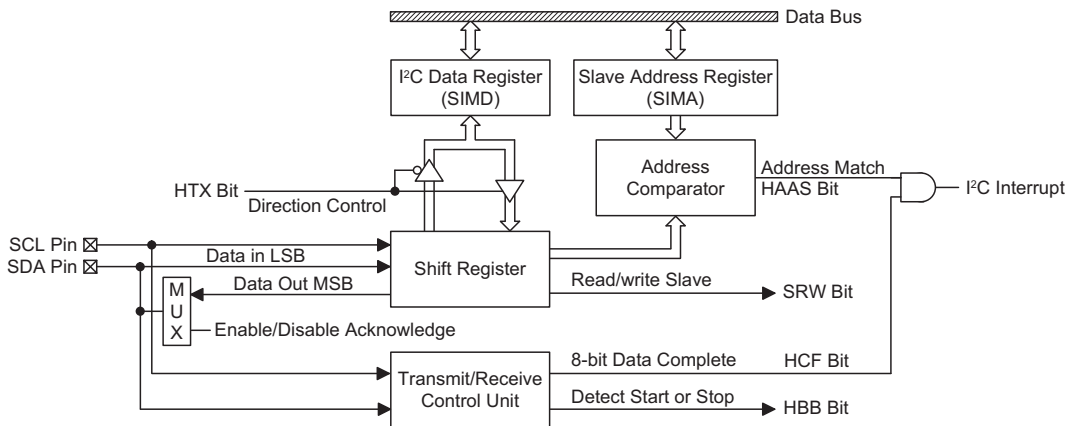 Data Bus
I²C Data Register
(SIMD)
Slave Address Register
(SIMA)
Address
Comparator
Address Match
HAAS Bit
I²C Interrupt
HTX Bit
Direction Control
SCL Pin
SDA Pin
Data in LSB
Shift Register
Data Out MSB
M
U
X
Enable/Disable Acknowledge
Read/write Slave
SRW Bit
Transmit/Receive
Control Unit
8-bit Data Complete
HCF Bit
Detect Start or Stop
HBB Bit